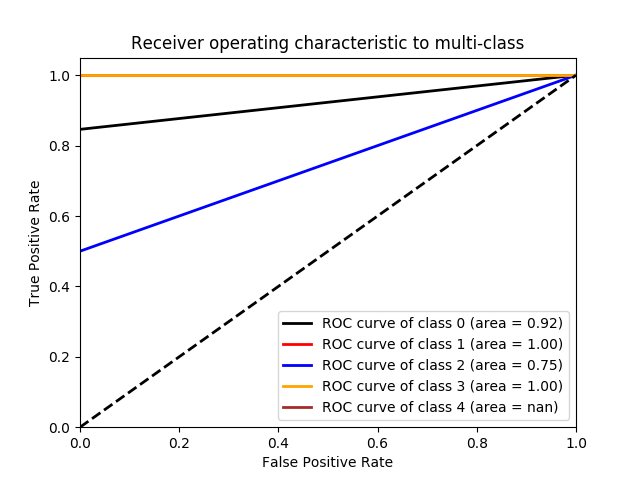 Receiver operating characteristic to multi-class
1.0
0.8
0.6
0.4
0.2
0.0
True Positive Rate
ROC curve of class 0 (area = 0.92)
ROC curve of class 1 (area = 1.00)
ROC curve of class 2 (area = 0.75)
ROC curve of class 3 (area = 1.00)
ROC curve of class 4 (area = nan)
0.0 0.2 0.4 0.6 0.8 1.0
False Positive Rate